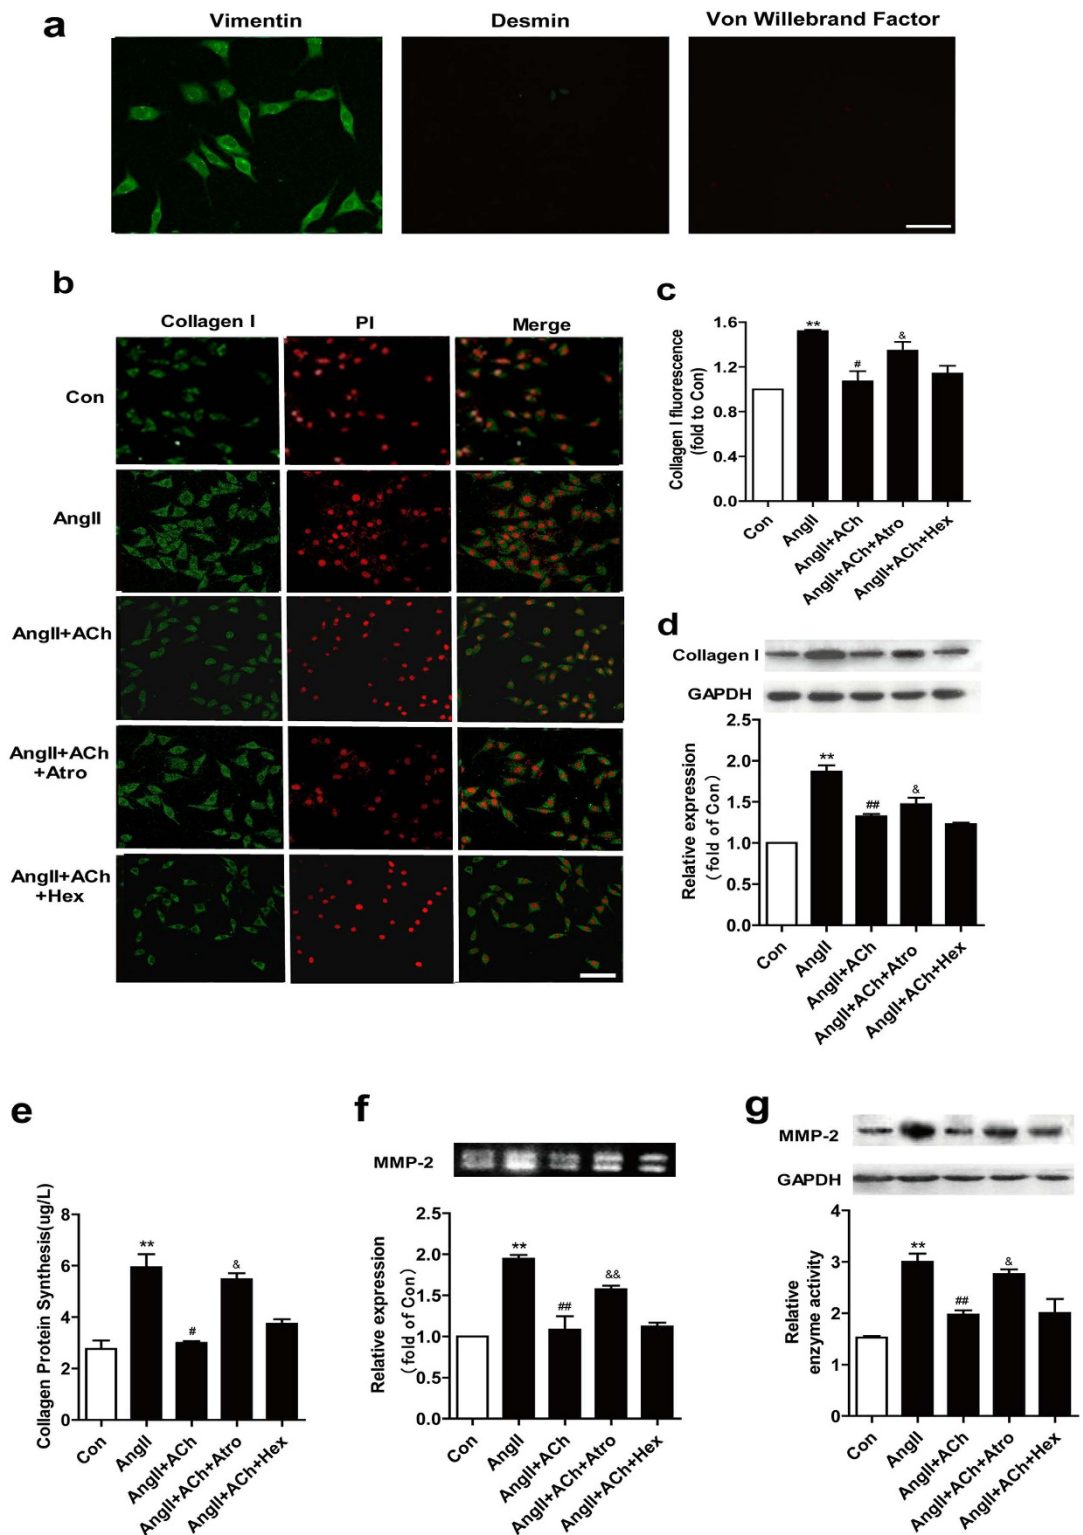 a
Vimentin
Desmin
Von Willebrand Factor
b
Collagen I
PI
Merge
Con
AngII
AngII+ACh
AngII+ACh
+Atro
AngII+ACh
+Hex
c
Collagen I fluorescence
(fold to Con)
1.6
1.2
0.8
0.4
0.0
**
#
&
Con
AngII
AngII+ACh
AngII+ACh+Atro
AngII+ACh+Hex
d
Collagen I
GAPDH
Relative expression
(fold of Con)
2.5
2.0
1.5
1.0
0.5
0.0
**
##
&
Con
AngII
AngII+ACh
AngII+ACh+Atro
AngII+ACh+Hex
e
Collagen Protein Synthesis(ug/L)
8
6
4
2
0
**
#
&
Con
AngII
AngII+ACh
AngII+ACh+Atro
AngII+ACh+Hex
f
MMP-2
Relative expression
(fold of Con)
2.5
2.0
1.5
1.0
0.5
0.0
**
##
&&
Con
AngII
AngII+ACh
AngII+ACh+Atro
AngII+ACh+Hex
g
MMP-2
GAPDH
Relative
enzyme activity
4
3
2
1
0
**
##
&
Con
AngII
AngII+ACh
AngII+ACh+Atro
AngII+ACh+Hex